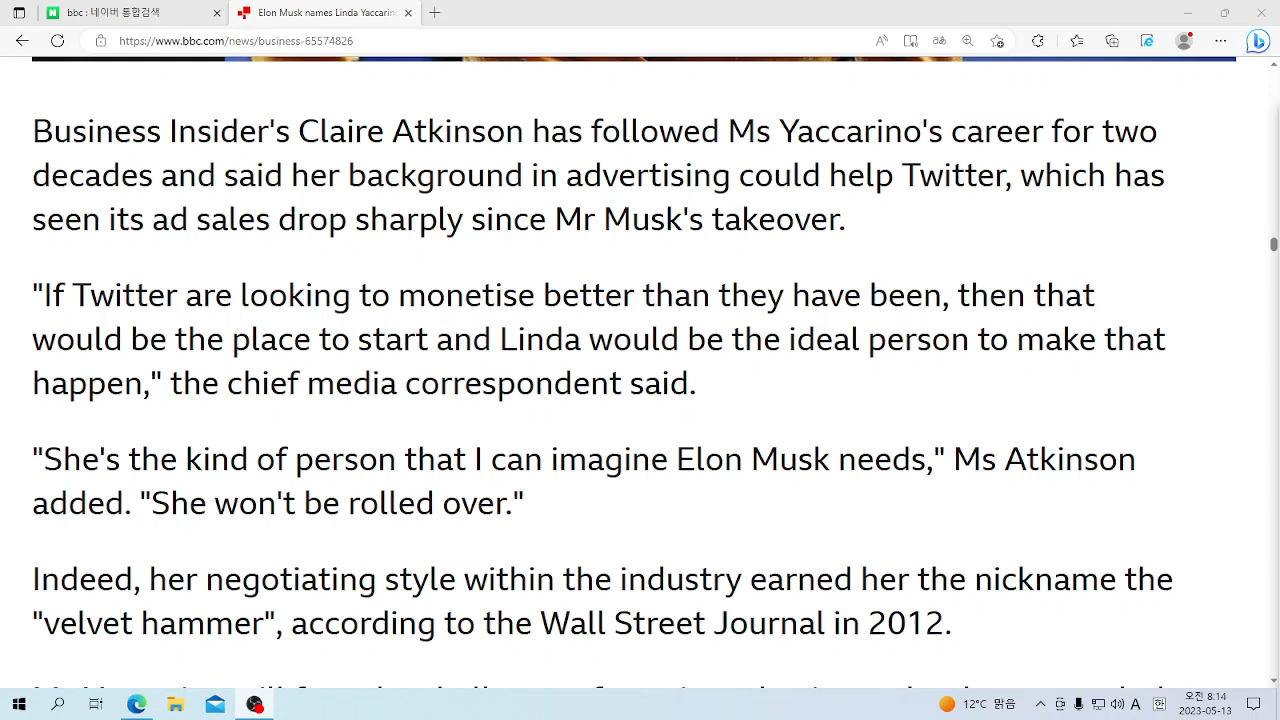 bbc : 네이버 통합검색
Elon Musk names Linda Yaccarino
https://www.bbc.com/news/business-65574826
Business Insider's Claire Atkinson has followed Ms Yaccarino's career for two
decades and said her background in advertising could help Twitter, which has
seen its ad sales drop sharply since Mr Musk's takeover.
"If Twitter are looking to monetise better than they have been, then that
would be the place to start and Linda would be the ideal person to make that
happen," the chief media correspondent said.
"She's the kind of person that I can imagine Elon Musk needs," Ms Atkinson
added. "She won't be rolled over."
Indeed, her negotiating style within the industry earned her the nickname the
"velvet hammer", according to the Wall Street Journal in 2012.
12°C 맑음
A
한
오전 8:14
2023-05-13